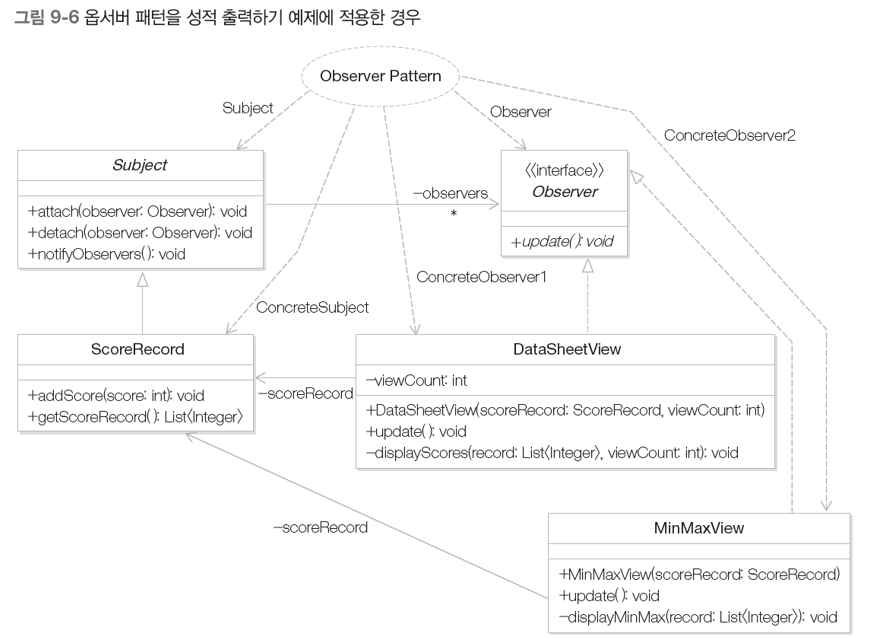 그림 9-6 옵서버 패턴을 성적 출력하기 예제에 적용한 경우
Observer Pattern
Subject
Observer
ConcreteObserver2
Subject
+attach(observer: Observer): void
+detach(observer: Observer): void
+notifyObservers( ): void
−observers
*
〈〈interface〉〉
Observer
+update( ): void
ConcreteObserver1
ConcreteSubject
ScoreRecord
+addScore(score: int): void
+getScoreRecord( ): List〈Integer〉
−scoreRecord
DataSheetView
−viewCount: int
+DataSheetView(scoreRecord: ScoreRecord, viewCount: int)
+update( ): void
−displayScores(record: List〈Integer〉, viewCount: int): void
−scoreRecord
MinMaxView
+MinMaxView(scoreRecord: ScoreRecord)
+update( ): void
−displayMinMax(record: List〈Integer〉): void